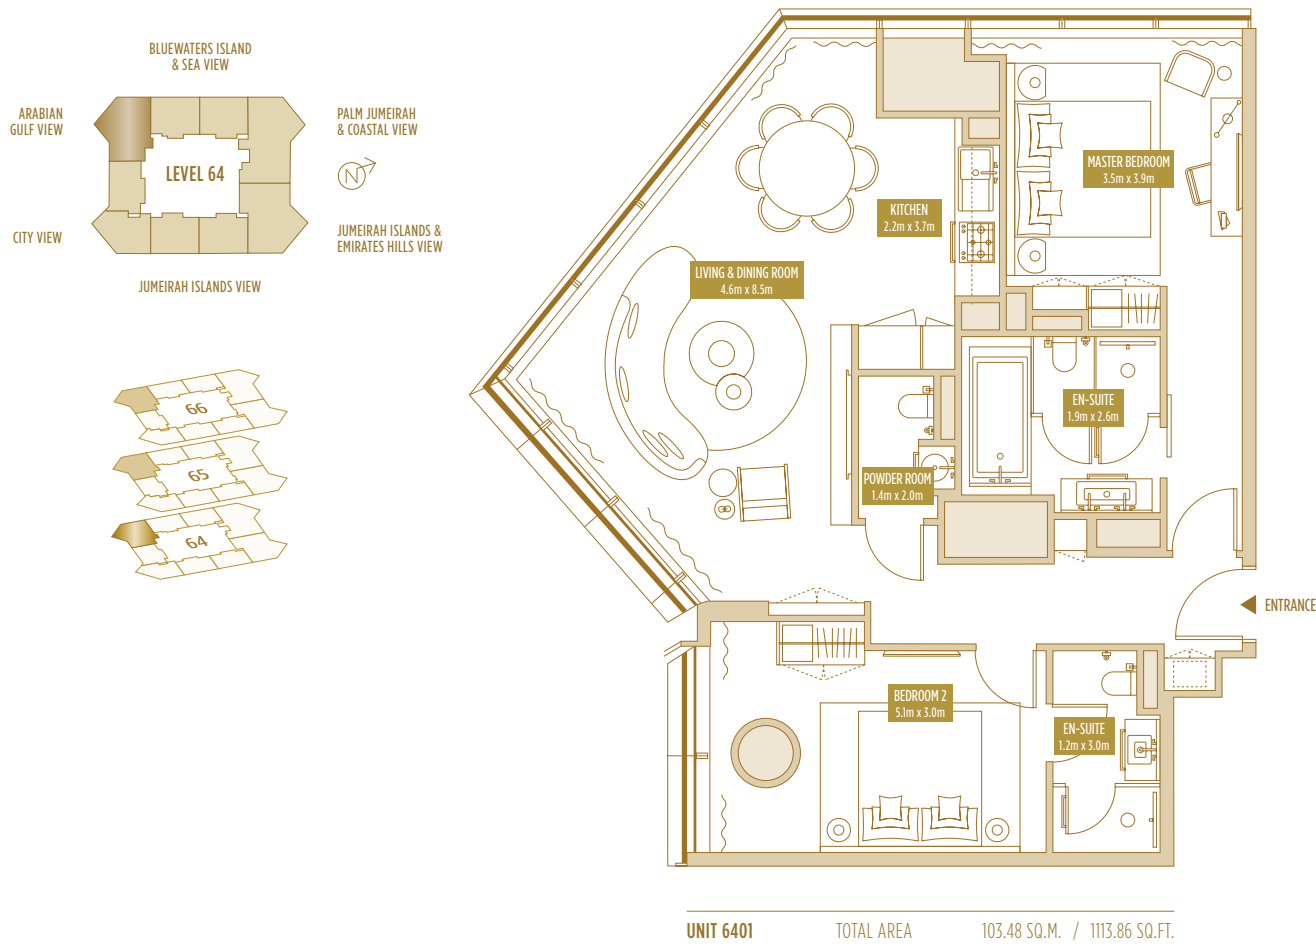 BLUEWATERS ISLAND
& SEA VIEW
ARABIAN
GULF VIEW
PALM JUMEIRAH
& COASTAL VIEW
LEVEL 64
N
CITY VIEW
JUMEIRAH ISLANDS &
EMIRATES HILLS VIEW
JUMEIRAH ISLANDS VIEW
66
65
64
MASTER BEDROOM
3.5m x 3.9m
KITCHEN
2.2m x 3.7m
LIVING & DINING ROOM
4.6m x 8.5m
EN-SUITE
1.9m x 2.6m
POWDER ROOM
1.4m x 2.0m
ENTRANCE
BEDROOM 2
5.1m x 3.0m
EN-SUITE
1.2m x 3.0m
UNIT 6401 TOTAL AREA 103.48 SQ.M. / 1113.86 SQ.FT.